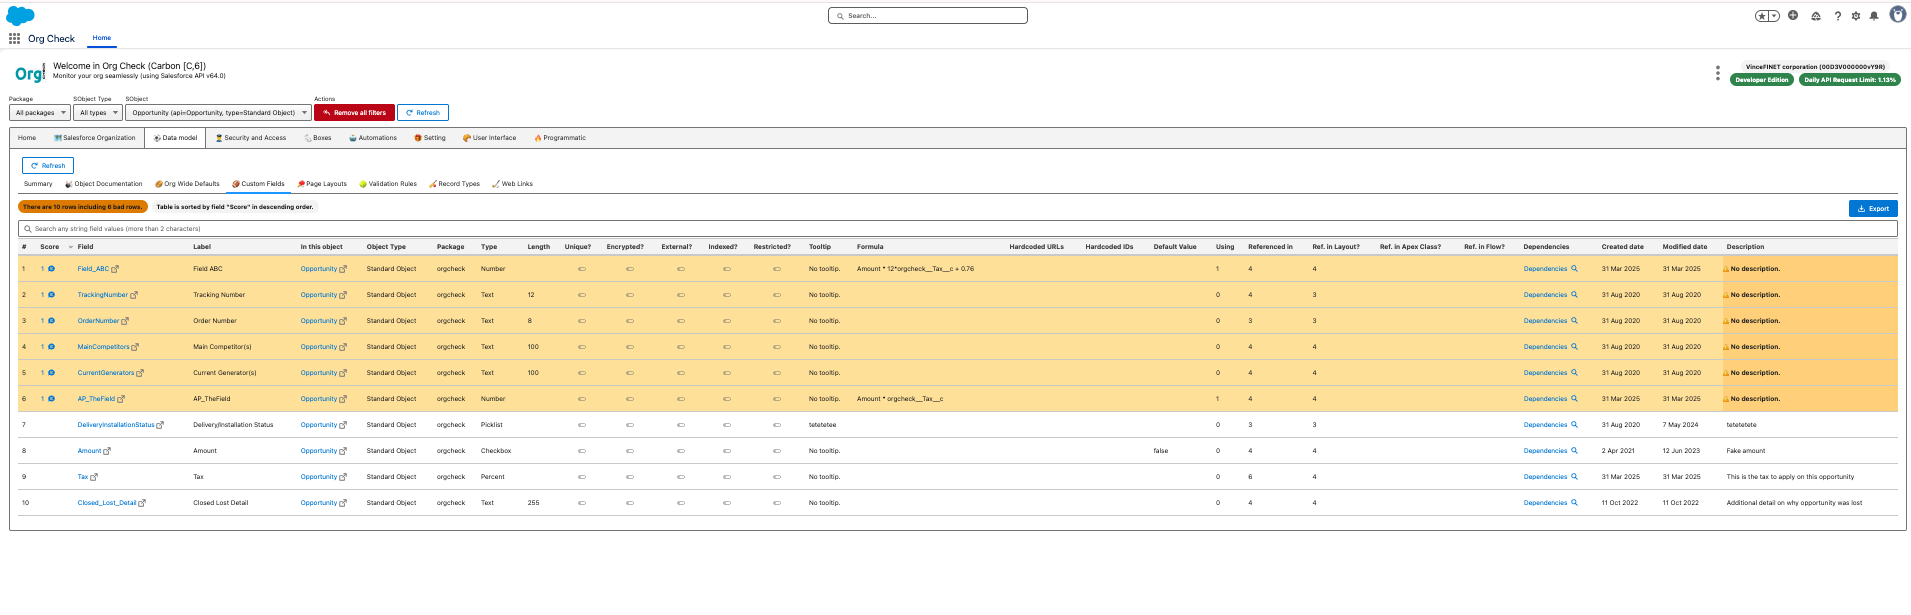 Search...
Org Check Home
Org
Welcome in Org Check (Carbon [C,6])
Monitor your org seamlessly (using Salesforce API v64.0)
VinceFINET corporation (00D3V000000vY9R)
Developer Edition Daily API Request Limit: 1.13%
Package SObject Type SObject Actions
All packages All types Opportunity (api=Opportunity, type=Standard Object) Remove all filters Refresh
Home Salesforce Organization Data model Security and Access Boxes Automations Setting User Interface Programmatic
Refresh
Summary Object Documentation Org Wide Defaults Custom Fields Page Layouts Validation Rules Record Types Web Links
There are 10 rows including 6 bad rows. Table is sorted by field "Score" in descending order. Export
Search any string field values (more than 2 characters)
# Score Field Label In this object Object Type Package Type Length Unique? Encrypted? External? Indexed? Restricted? Tooltip Formula Hardcoded URLs Hardcoded IDs Default Value Using Referenced in Ref. in Layout? Ref. in Apex Class? Ref. in Flow? Dependencies Created date Modified date Description
1 1 Field_ABC Field ABC Opportunity Standard Object orgcheck Number No tooltip. Amount * 12*orgcheck__Tax__c + 0.76 1 4 4 Dependencies 31 Mar 2025 31 Mar 2025 No description.
2 1 TrackingNumber Tracking Number Opportunity Standard Object orgcheck Text 12 No tooltip. 0 4 3 Dependencies 31 Aug 2020 31 Aug 2020 No description.
3 1 OrderNumber Order Number Opportunity Standard Object orgcheck Text 8 No tooltip. 0 3 3 Dependencies 31 Aug 2020 31 Aug 2020 No description.
4 1 MainCompetitors Main Competitor(s) Opportunity Standard Object orgcheck Text 100 No tooltip. 0 4 4 Dependencies 31 Aug 2020 31 Aug 2020 No description.
5 1 CurrentGenerators Current Generator(s) Opportunity Standard Object orgcheck Text 100 No tooltip. 0 4 4 Dependencies 31 Aug 2020 31 Aug 2020 No description.
6 1 AP_TheField AP_TheField Opportunity Standard Object orgcheck Number No tooltip. Amount * orgcheck__Tax__c 1 4 4 Dependencies 31 Mar 2025 31 Mar 2025 No description.
7 DeliveryInstallationStatus Delivery/Installation Status Opportunity Standard Object orgcheck Picklist tetetetee 0 3 3 Dependencies 31 Aug 2020 7 May 2024 tetetetete
8 Amount Amount Opportunity Standard Object orgcheck Checkbox No tooltip. false 0 4 4 Dependencies 2 Apr 2021 12 Jun 2023 Fake amount
9 Tax Tax Opportunity Standard Object orgcheck Percent No tooltip. 0 6 4 Dependencies 31 Mar 2025 31 Mar 2025 This is the tax to apply on this opportunity
10 Closed_Lost_Detail Closed Lost Detail Opportunity Standard Object orgcheck Text 255 No tooltip. 0 4 4 Dependencies 11 Oct 2022 11 Oct 2022 Additional detail on why opportunity was lost